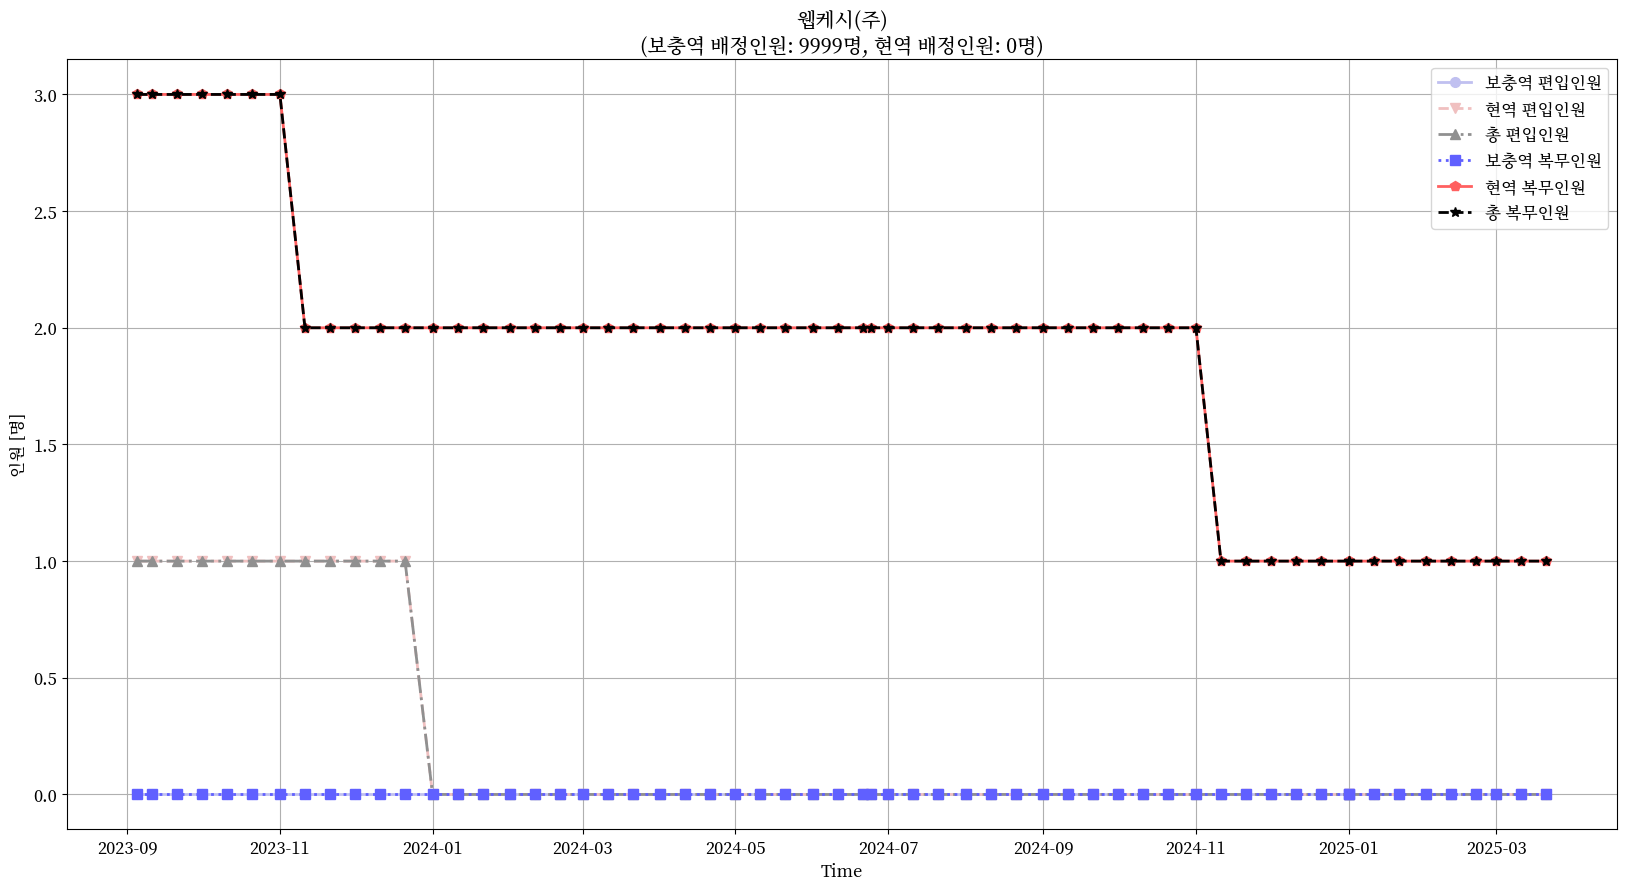 웹케시(주)
(보충역 배정인원: 9999명, 현역 배정인원: 0명)
보충역 편입인원
현역 편입인원
총 편입인원
보충역 복무인원
현역 복무인원
총 복무인원
인원 [명]
3.0
2.5
2.0
1.5
1.0
0.5
0.0
2023-09
2023-11
2024-01
2024-03
2024-05
2024-07
2024-09
2024-11
2025-01
2025-03
Time